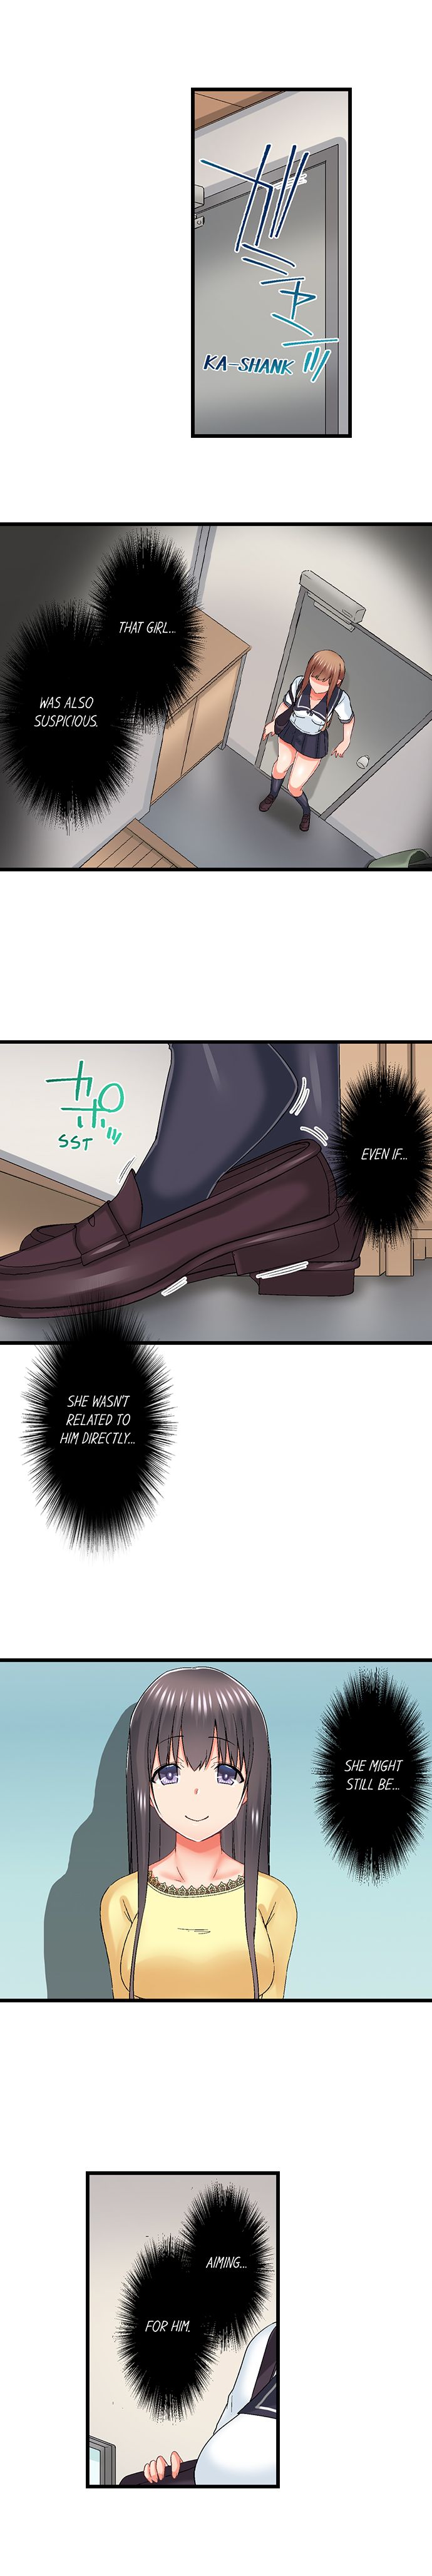 ガシャ
KA-SHANK
THAT GIRL...
WAS ALSO
SUSPICIOUS.
カポ
SST
EVEN IF...
SHE WASN'T
RELATED TO
HIM DIRECTLY...
SHE MIGHT
STILL BE...
AIMING...
FOR HIM.